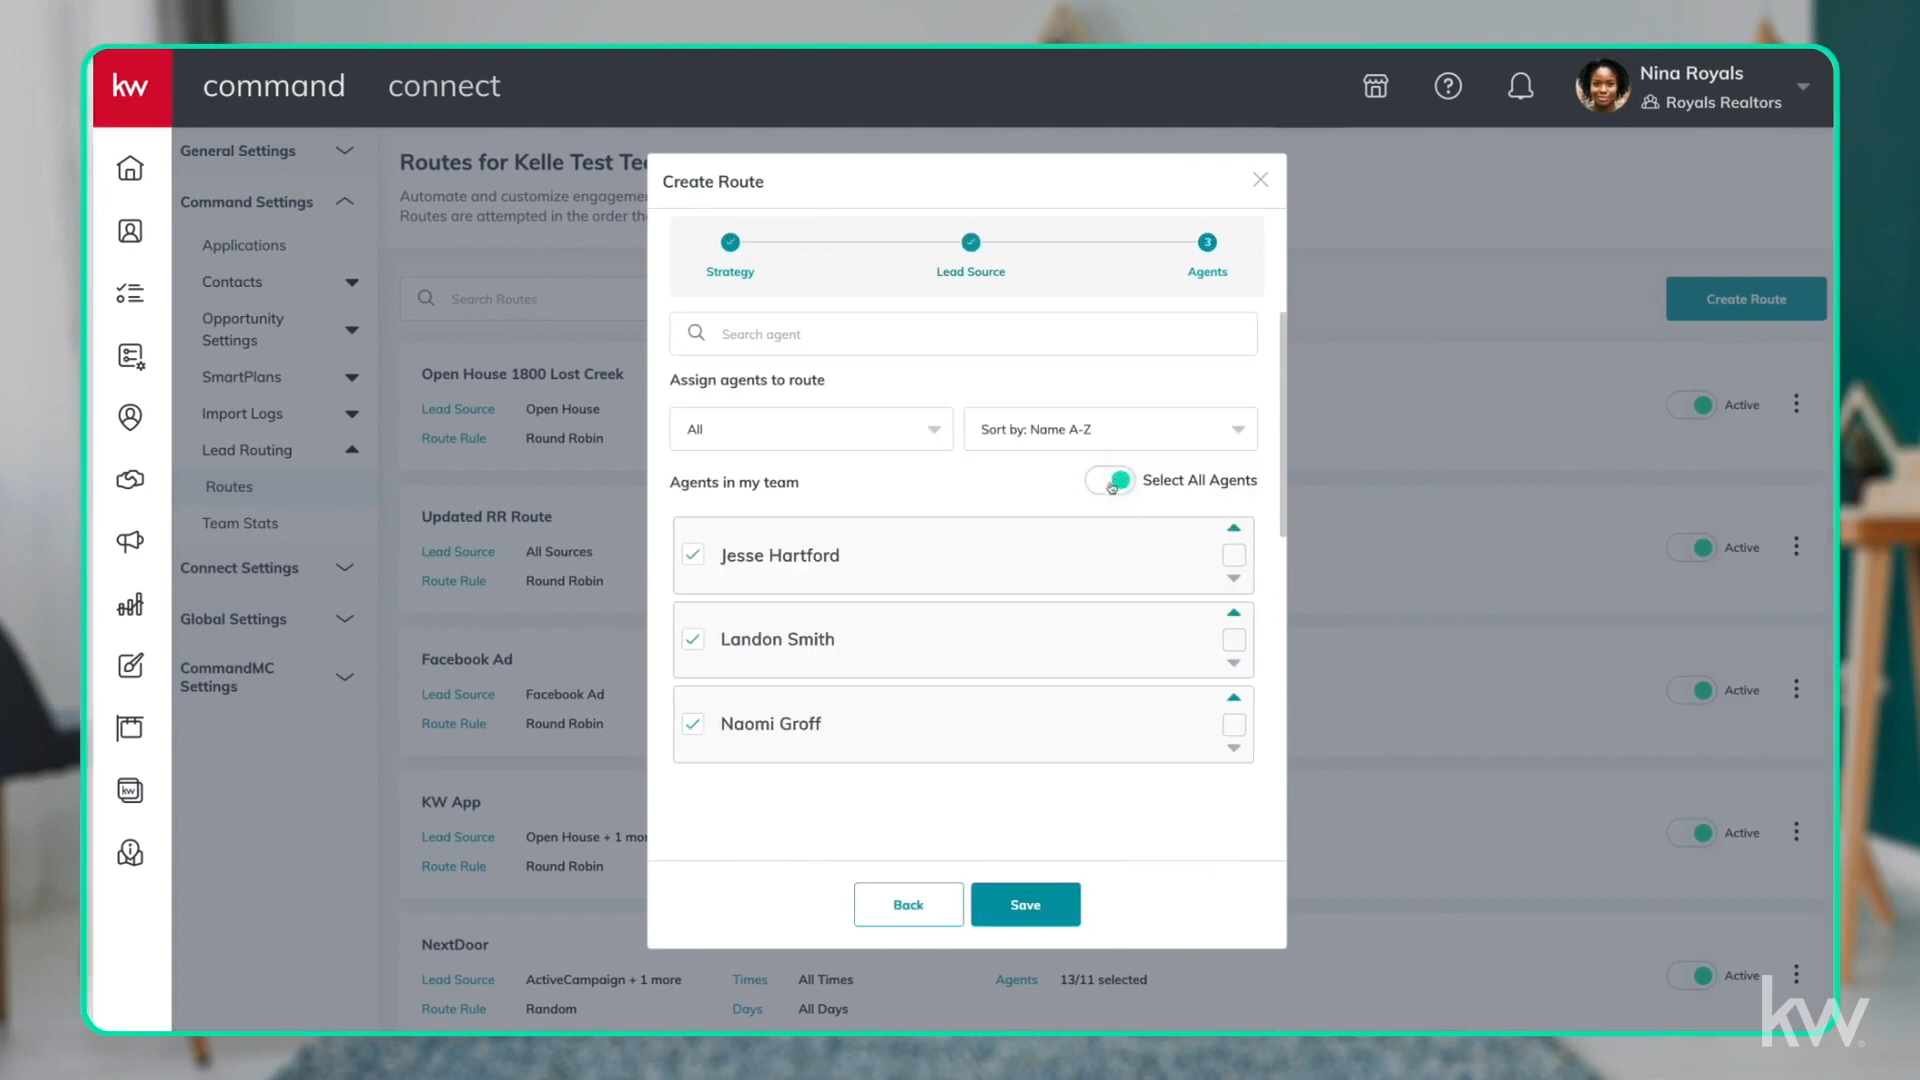 kw
command
connect
Nina Royals
Royals Realtors
General Settings
Command Settings
Applications
Contacts
Opportunity
Settings
SmartPlans
Import Logs
Lead Routing
Routes
Team Stats
Connect Settings
Global Settings
CommandMC
Settings
Routes for Kelle Test Te
Automate and customize engageme
Routes are attempted in the order th
Search Routes
Create Route
Open House 1800 Lost Creek
Lead Source Open House
Route Rule Round Robin
Active
Updated RR Route
Lead Source All Sources
Route Rule Round Robin
Active
Facebook Ad
Lead Source Facebook Ad
Route Rule Round Robin
Active
KW App
Lead Source Open House + 1 mor
Route Rule Round Robin
Active
NextDoor
Lead Source ActiveCampaign + 1 more Times All Times Agents 13/11 selected
Route Rule Random Days All Days
Active
Create Route
3
Strategy Lead Source Agents
Search agent
Assign agents to route
All
Sort by: Name A-Z
Agents in my team
Select All Agents
Jesse Hartford
Landon Smith
Naomi Groff
Back
Save
kw
kw